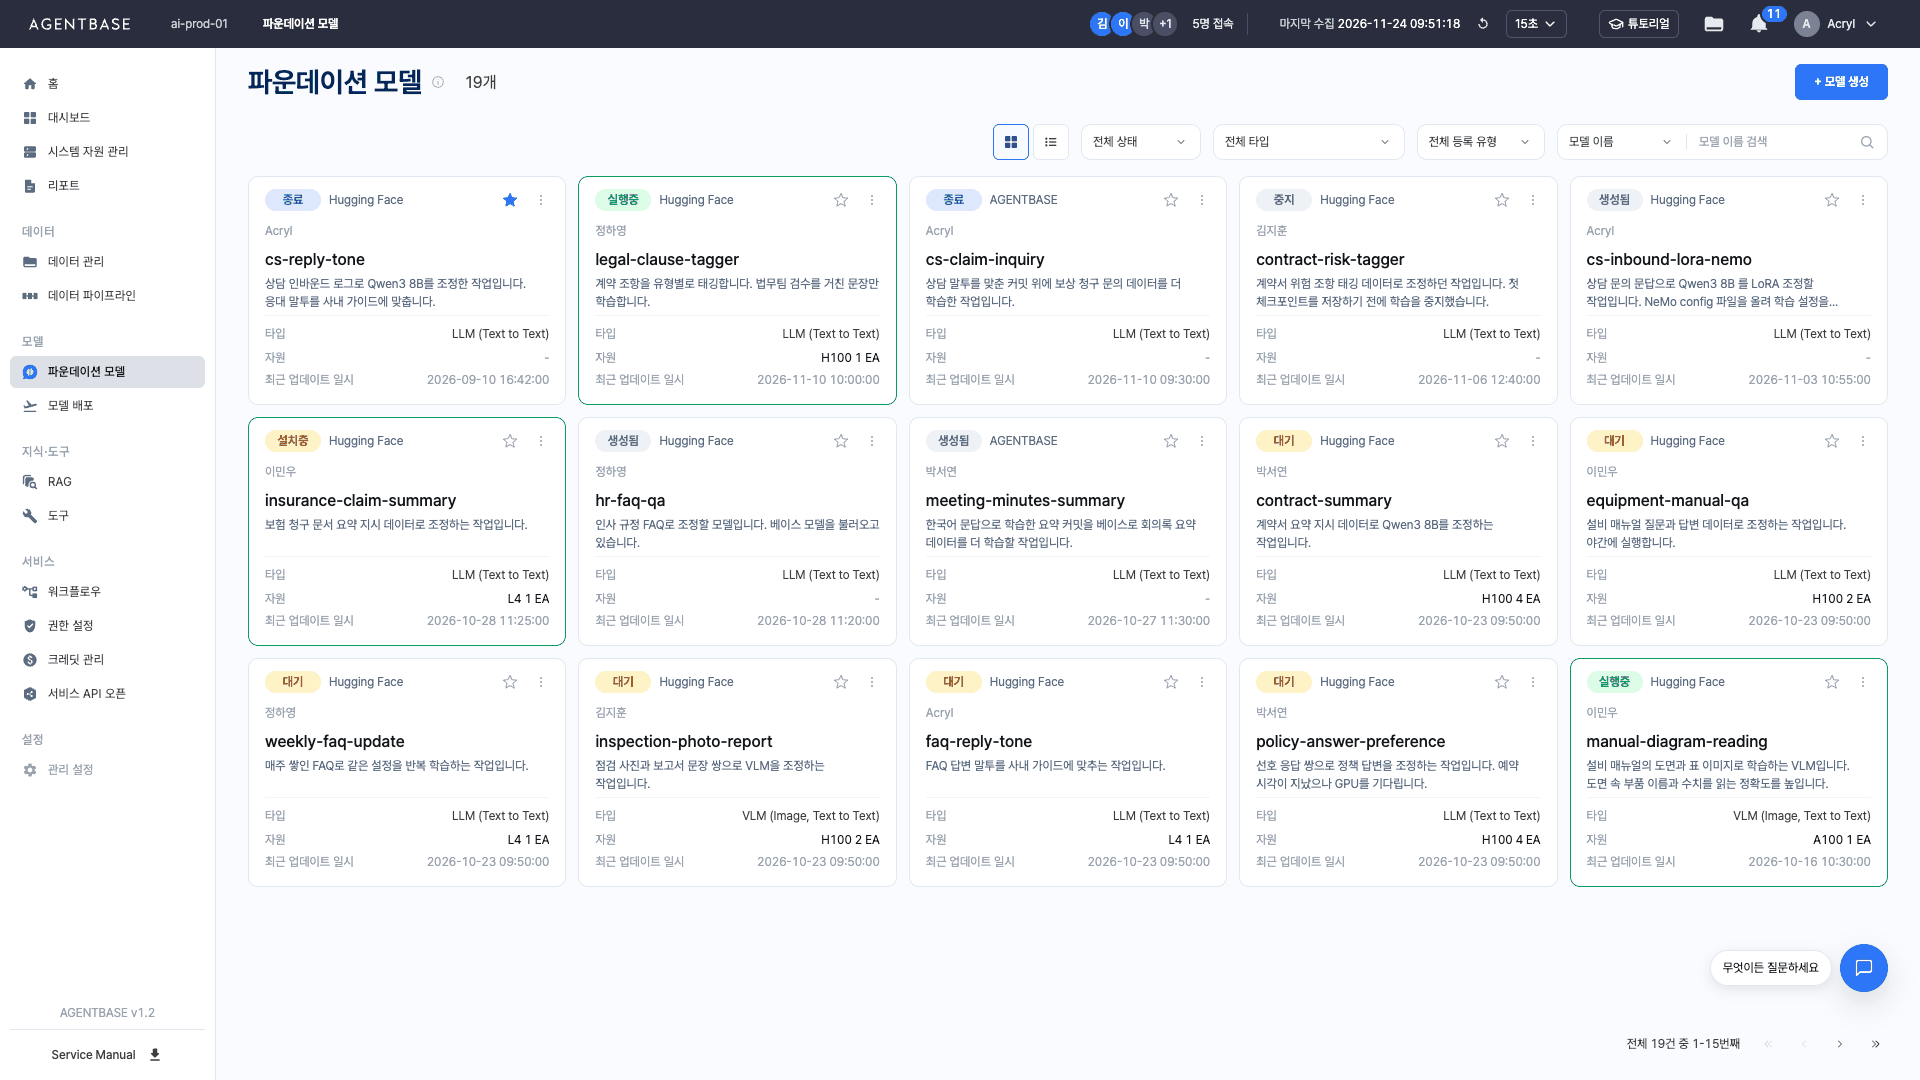 AGENTBASE
ai-prod-01
파운데이션 모델
김 이 박 +1 5명 접속
마지막 수집 2026-11-24 09:51:18
15초
튜토리얼
11
A Acryl
홈
대시보드
시스템 자원 관리
리포트
데이터
데이터 관리
데이터 파이프라인
모델
파운데이션 모델
모델 배포
지식·도구
RAG
도구
서비스
워크플로우
권한 설정
크레딧 관리
서비스 API 오픈
설정
관리 설정
AGENTBASE v1.2
Service Manual
파운데이션 모델 19개
+ 모델 생성
전체 상태
전체 타입
전체 등록 유형
모델 이름
모델 이름 검색
종료 Hugging Face
Acryl
cs-reply-tone
상담 인바운드 로그로 Qwen3 8B를 조정한 작업입니다.
응대 말투를 사내 가이드에 맞춥니다.
타입 LLM (Text to Text)
자원 -
최근 업데이트 일시 2026-09-10 16:42:00
실행중 Hugging Face
정하영
legal-clause-tagger
계약 조항을 유형별로 태깅합니다. 법무팀 검수를 거친 문장만
학습합니다.
타입 LLM (Text to Text)
자원 H100 1 EA
최근 업데이트 일시 2026-11-10 10:00:00
종료 AGENTBASE
Acryl
cs-claim-inquiry
상담 말투를 맞춘 커밋 위에 보상 청구 문의 데이터를 더
학습한 작업입니다.
타입 LLM (Text to Text)
자원 -
최근 업데이트 일시 2026-11-10 09:30:00
중지 Hugging Face
김지훈
contract-risk-tagger
계약서 위험 조항 태깅 데이터로 조정하던 작업입니다. 첫
체크포인트를 저장하기 전에 학습을 중지했습니다.
타입 LLM (Text to Text)
자원 -
최근 업데이트 일시 2026-11-06 12:40:00
생성됨 Hugging Face
Acryl
cs-inbound-lora-nemo
상담 문의 문답으로 Qwen3 8B 를 LoRA 조정할
작업입니다. NeMo config 파일을 올려 학습 설정을...
타입 LLM (Text to Text)
자원 -
최근 업데이트 일시 2026-11-03 10:55:00
설치중 Hugging Face
이민우
insurance-claim-summary
보험 청구 문서 요약 지시 데이터로 조정하는 작업입니다.
타입 LLM (Text to Text)
자원 L4 1 EA
최근 업데이트 일시 2026-10-28 11:25:00
생성됨 Hugging Face
정하영
hr-faq-qa
인사 규정 FAQ로 조정할 모델입니다. 베이스 모델을 불러오고
있습니다.
타입 LLM (Text to Text)
자원 -
최근 업데이트 일시 2026-10-28 11:20:00
생성됨 AGENTBASE
박서연
meeting-minutes-summary
한국어 문답으로 학습한 요약 커밋을 베이스로 회의록 요약
데이터를 더 학습할 작업입니다.
타입 LLM (Text to Text)
자원 -
최근 업데이트 일시 2026-10-27 11:30:00
대기 Hugging Face
박서연
contract-summary
계약서 요약 지시 데이터로 Qwen3 8B를 조정하는
작업입니다.
타입 LLM (Text to Text)
자원 H100 4 EA
최근 업데이트 일시 2026-10-23 09:50:00
대기 Hugging Face
이민우
equipment-manual-qa
설비 매뉴얼 질문과 답변 데이터로 조정하는 작업입니다.
야간에 실행합니다.
타입 LLM (Text to Text)
자원 H100 2 EA
최근 업데이트 일시 2026-10-23 09:50:00
대기 Hugging Face
정하영
weekly-faq-update
매주 쌓인 FAQ로 같은 설정을 반복 학습하는 작업입니다.
타입 LLM (Text to Text)
자원 L4 1 EA
최근 업데이트 일시 2026-10-23 09:50:00
대기 Hugging Face
김지훈
inspection-photo-report
점검 사진과 보고서 문장 쌍으로 VLM을 조정하는
작업입니다.
타입 VLM (Image, Text to Text)
자원 H100 2 EA
최근 업데이트 일시 2026-10-23 09:50:00
대기 Hugging Face
Acryl
faq-reply-tone
FAQ 답변 말투를 사내 가이드에 맞추는 작업입니다.
타입 LLM (Text to Text)
자원 L4 1 EA
최근 업데이트 일시 2026-10-23 09:50:00
대기 Hugging Face
박서연
policy-answer-preference
선호 응답 쌍으로 정책 답변을 조정하는 작업입니다. 예약
시각이 지났으나 GPU를 기다립니다.
타입 LLM (Text to Text)
자원 H100 4 EA
최근 업데이트 일시 2026-10-23 09:50:00
실행중 Hugging Face
이민우
manual-diagram-reading
설비 매뉴얼의 도면과 표 이미지로 학습하는 VLM입니다.
도면 속 부품 이름과 수치를 읽는 정확도를 높입니다.
타입 VLM (Image, Text to Text)
자원 A100 1 EA
최근 업데이트 일시 2026-10-16 10:30:00
무엇이든 질문하세요
전체 19건 중 1-15번째